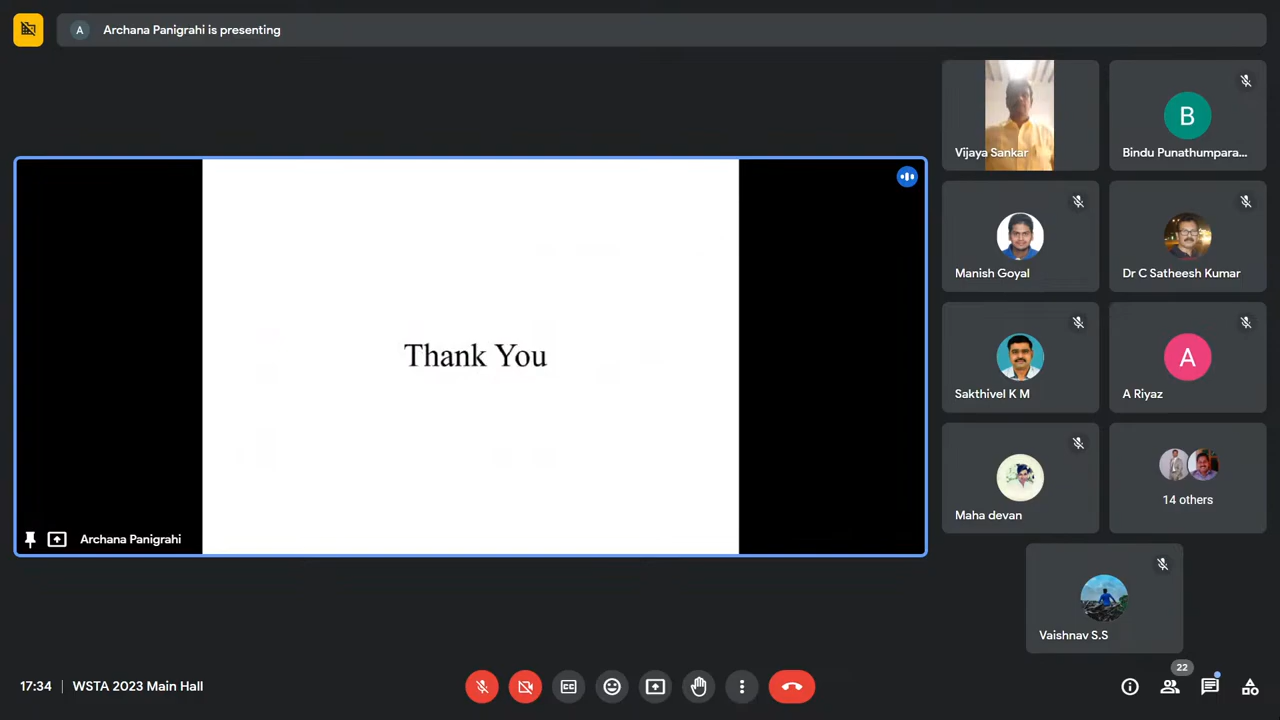 A Archana Panigrahi is presenting
Vijaya Sankar
B
Bindu Punathumpara...
Manish Goyal
Dr C Satheesh Kumar
Thank You
Sakthivel K M
A
A Riyaz
Maha devan
14 others
Archana Panigrahi
Vaishnav S.S
17:34 | WSTA 2023 Main Hall
CC
22